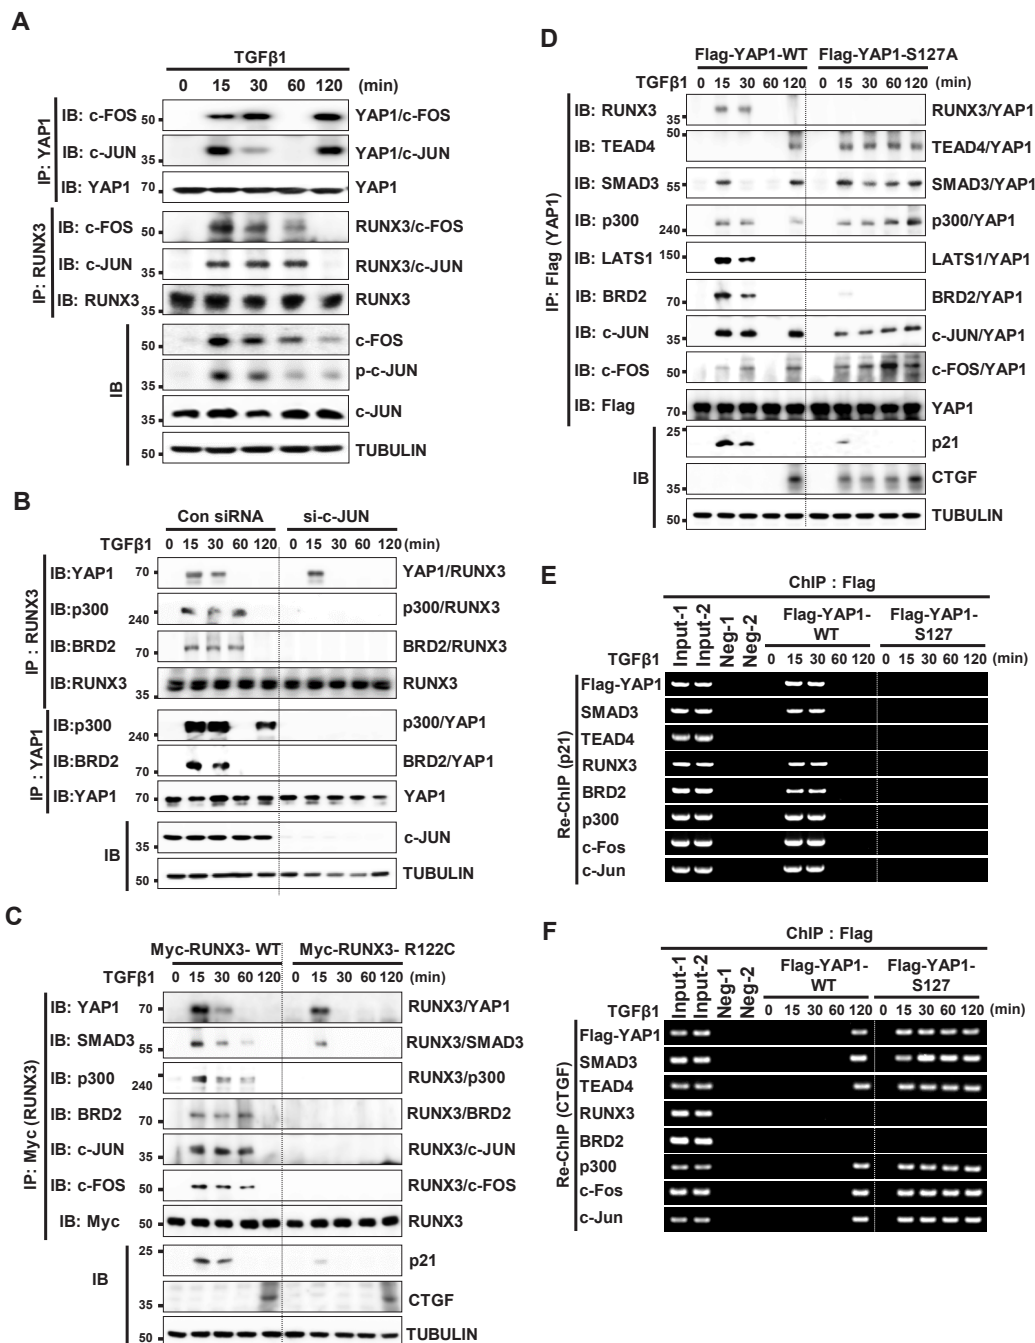 A
TGFβ1
0 15 30 60 120 (min)
IP: YAP1
IB: c-FOS 50 YAP1/c-FOS
IB: c-JUN 35 YAP1/c-JUN
IB: YAP1 70 YAP1
IP: RUNX3
IB: c-FOS 50 RUNX3/c-FOS
IB: c-JUN 35 RUNX3/c-JUN
IB: RUNX3 35 RUNX3
IB
50 c-FOS
35 p-c-JUN
35 c-JUN
50 TUBULIN
B
Con siRNA si-c-JUN
TGFβ1 0 15 30 60 120 0 15 30 60 120 (min)
IP : RUNX3
IB:YAP1 70 YAP1/RUNX3
IB:p300 240 p300/RUNX3
IB:BRD2 70 BRD2/RUNX3
IB:RUNX3 35 RUNX3
IP : YAP1
IB:p300 240 p300/YAP1
IB:BRD2 70 BRD2/YAP1
IB:YAP1 70 YAP1
IB
35 c-JUN
50 TUBULIN
C
Myc-RUNX3- WT Myc-RUNX3- R122C
TGFβ1 0 15 30 60 120 0 15 30 60 120 (min)
IP: Myc (RUNX3)
IB: YAP1 70 RUNX3/YAP1
IB: SMAD3 55 RUNX3/SMAD3
IB: p300 240 RUNX3/p300
IB: BRD2 70 RUNX3/BRD2
IB: c-JUN 35 RUNX3/c-JUN
IB: c-FOS 50 RUNX3/c-FOS
IB: Myc 50 RUNX3
IB
25 p21
35 CTGF
50 TUBULIN
D
Flag-YAP1-WT Flag-YAP1-S127A
TGFβ1 0 15 30 60 120 0 15 30 60 120 (min)
IP: Flag (YAP1)
IB: RUNX3 35 RUNX3/YAP1
IB: TEAD4 50 35 TEAD4/YAP1
IB: SMAD3 55 SMAD3/YAP1
IB: p300 240 p300/YAP1
IB: LATS1 150 LATS1/YAP1
IB: BRD2 70 BRD2/YAP1
IB: c-JUN 35 c-JUN/YAP1
IB: c-FOS 50 c-FOS/YAP1
IB: Flag 70 YAP1
IB
25 p21
35 CTGF
50 TUBULIN
E
ChIP : Flag
Input-1 Input-2 Neg-1 Neg-2
Flag-YAP1- Flag-YAP1-
WT S127
TGFβ1 0 15 30 60 120 0 15 30 60 120 (min)
Re-ChIP (p21)
Flag-YAP1
SMAD3
TEAD4
RUNX3
BRD2
p300
c-Fos
c-Jun
F
ChIP : Flag
Input-1 Input-2 Neg-1 Neg-2
Flag-YAP1- Flag-YAP1-
WT S127
TGFβ1 0 15 30 60 120 0 15 30 60 120 (min)
Re-ChIP (CTGF)
Flag-YAP1
SMAD3
TEAD4
RUNX3
BRD2
p300
c-Fos
c-Jun